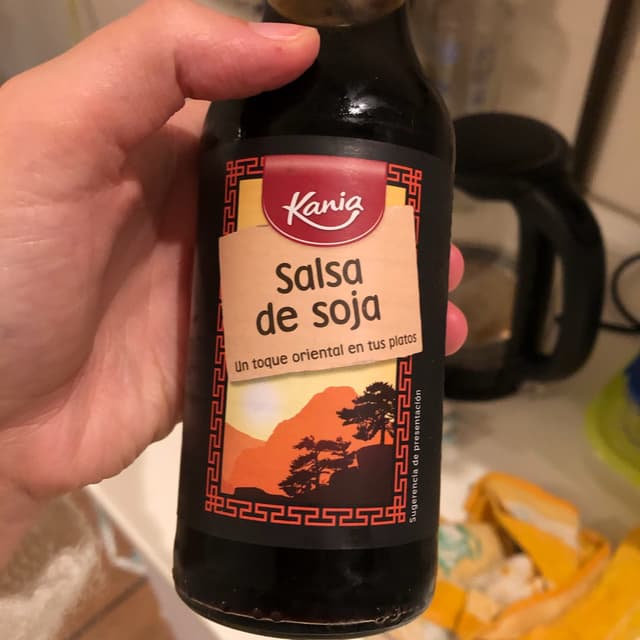 Kania
Salsa
de soja
Un toque oriental en tus platos
Sugerencia de presentación